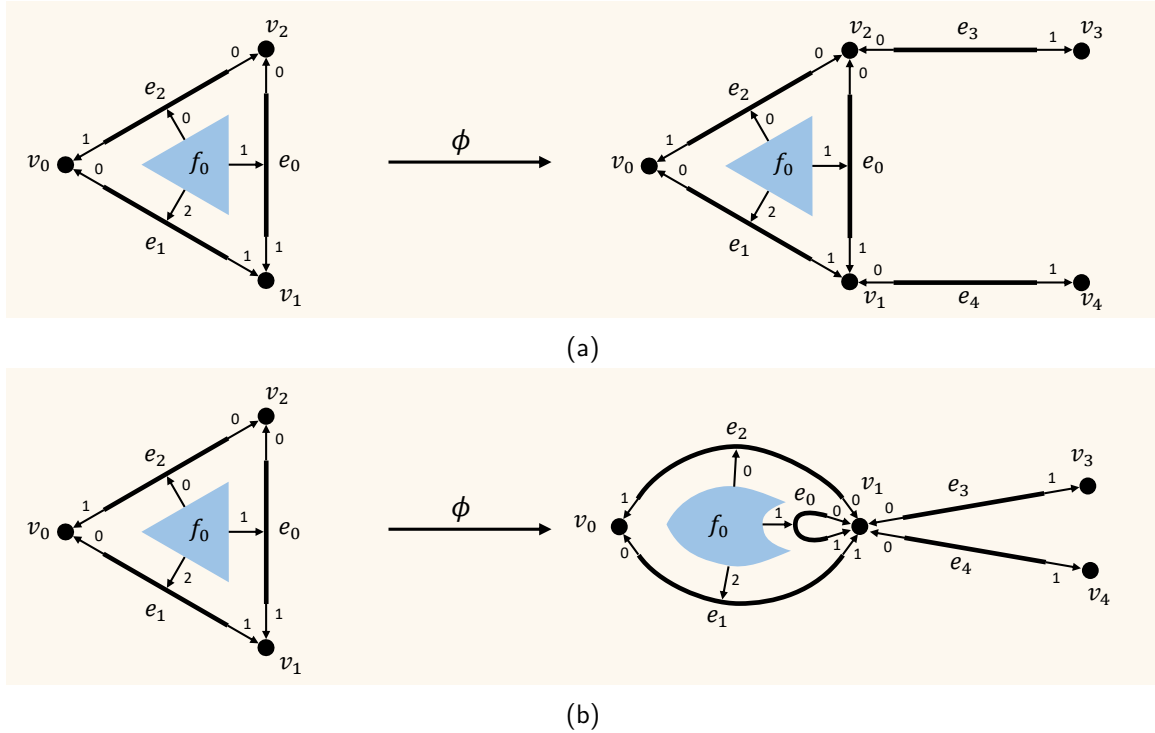 v₂ v₂ e₃ v₃
0 0 0 1
0 0
e₂ e₂
0 0
1 ϕ 1
v₀ f₀ 1 e₀ v₀ f₀ 1 e₀
0 0
2 2
e₁ 1 e₁ 1
1 1 0 1
v₁ v₁ e₄ v₄
(a)
v₂
0
0 e₂
e₂ 0 v₃
0 1 e₀ 0 v₁ e₃ 1
1 ϕ 1 0 0
v₀ f₀ 1 e₀ v₀ f₀
0 0 1 1 0
2 2 e₄ 1
e₁ 1 e₁ v₄
1
v₁
(b)